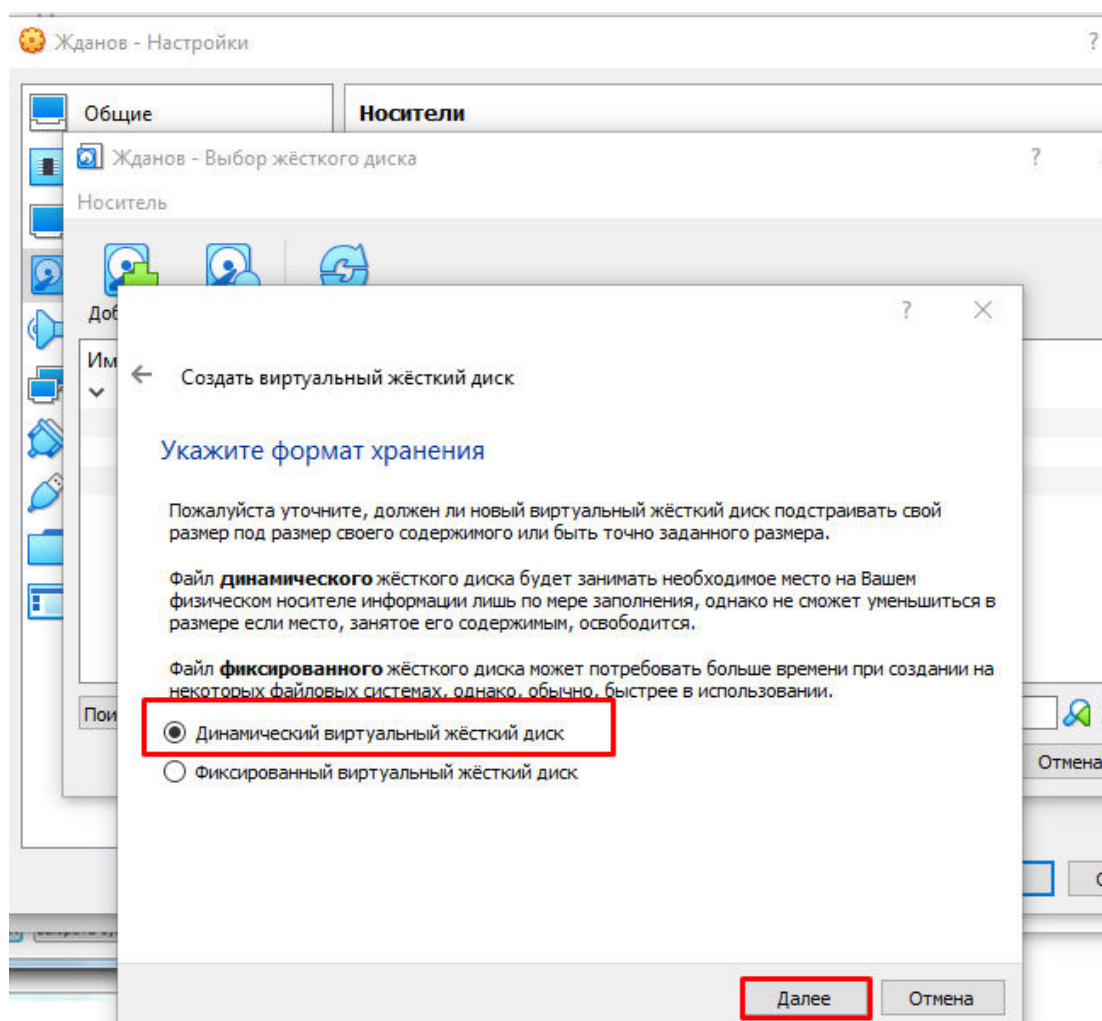 Жданов - Настройки
?
Общие
Носители
Жданов - Выбор жёсткого диска
?
Носитель
?
Создать виртуальный жёсткий диск
Укажите формат хранения
Пожалуйста уточните, должен ли новый виртуальный жёсткий диск подстраивать свой
размер под размер своего содержимого или быть точно заданного размера.
Файл динамического жёсткого диска будет занимать необходимое место на Вашем
физическом носителе информации лишь по мере заполнения, однако не сможет уменьшиться в
размере если место, занятое его содержимым, освободится.
Файл фиксированного жёсткого диска может потребовать больше времени при создании на
некоторых файловых системах, однако, обычно, быстрее в использовании.
Динамический виртуальный жёсткий диск
Фиксированный виртуальный жёсткий диск
Отмена
Далее
Отмена